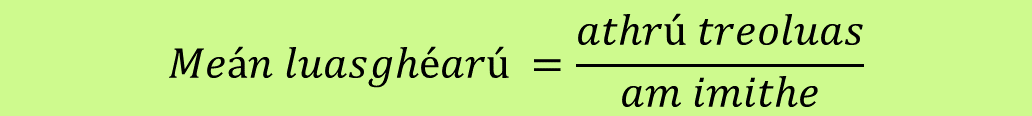 Meán luasghéarú = athrú treoluas
am imithe